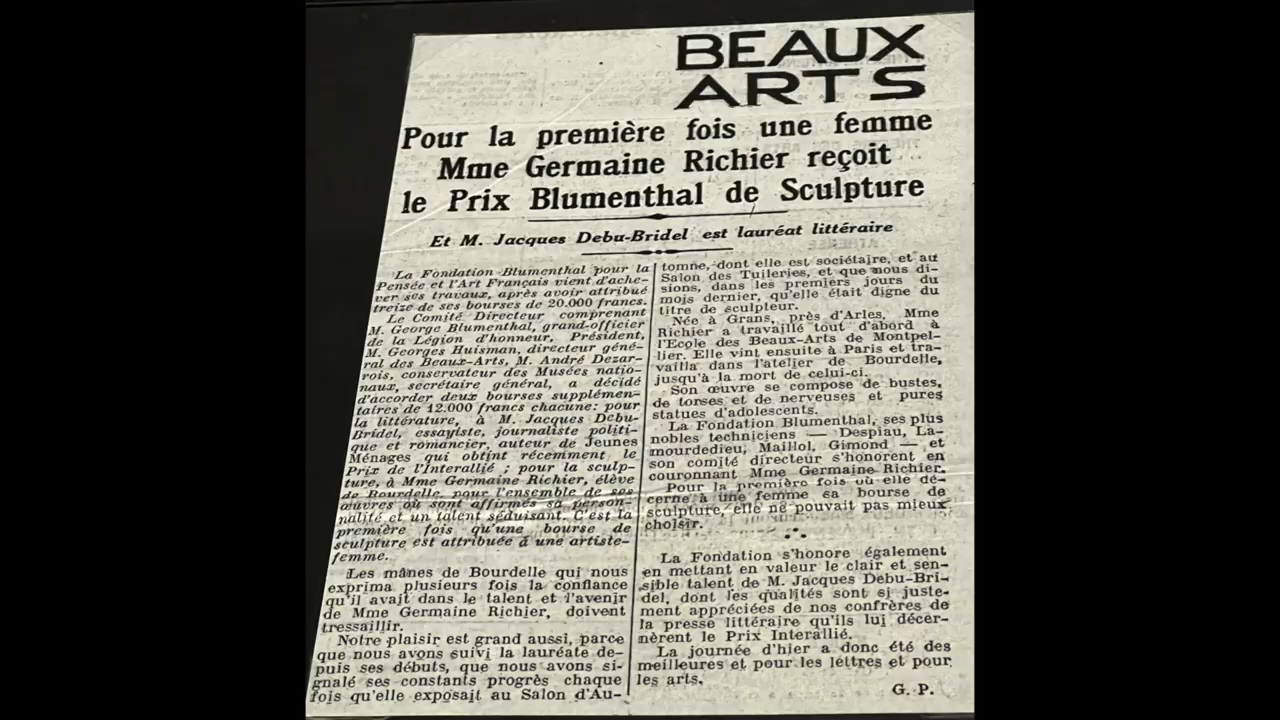 BEAUX
ARTS
Pour la première fois une femme
Mme Germaine Richier reçoit
le Prix Blumenthal de Sculpture
Et M. Jacques Debu-Bridel est lauréat littéraire
La Fondation Blumenthal pour la
Pensée et l'Art Français vient d'ache-
ver ses travaux, après avoir attribué
treize de ses bourses de 20.000 francs.
Le Comité Directeur comprenant
M. George Blumenthal, grand-officier
de la Légion d'honneur, Président,
M. Georges Huisman, directeur géné-
ral des Beaux-Arts, M. André Dezar-
rois, conservateur des Musées natio-
naux, secrétaire général, a décidé
d'accorder deux bourses supplémen-
taires de 12.000 francs chacune: pour
la littérature, à M. Jacques Debu-
Bridel, essayiste, journaliste politi-
que et romancier, auteur de Jeunes
Ménages qui obtint récemment le
Prix de l'Interallié ; pour la sculp-
ture, à Mme Germaine Richier, élève
de Bourdelle, pour l'ensemble de ses
œuvres où sont affirmés sa person-
nalité et un talent séduisant. C'est la
première fois qu'une bourse de
sculpture est attribuée à une artiste-
femme.
Les mânes de Bourdelle qui nous
exprima plusieurs fois la confiance
qu'il avait dans le talent et l'avenir
de Mme Germaine Richier, doivent
tressaillir.
Notre plaisir est grand aussi, parce
que nous avons suivi la lauréate de-
puis ses débuts, que nous avons si-
gnalé ses constants progrès chaque
fois qu'elle exposait au Salon d'Au-
tomne, dont elle est sociétaire, et au
Salon des Tuileries, et que nous di-
sions, dans les premiers jours du
mois dernier, qu'elle était digne du
titre de sculpteur.
Née à Grans, près d'Arles, Mme
Richier a travaillé tout d'abord à
l'Ecole des Beaux-Arts de Montpel-
lier. Elle vint ensuite à Paris et tra-
vailla dans l'atelier de Bourdelle,
jusqu'à la mort de celui-ci.
Son œuvre se compose de bustes,
de torses et de nerveuses et pures
statues d'adolescents.
La Fondation Blumenthal, ses plus
nobles techniciens — Despiau, La-
mourdedieu, Maillol, Gimond — et
son comité directeur s'honorent en
couronnant Mme Germaine Richier.
Pour la première fois où elle dé-
cerne à une femme sa bourse de
sculpture, elle ne pouvait pas mieux
choisir.
La Fondation s'honore également
en mettant en valeur le clair et sen-
sible talent de M. Jacques Debu-Bri-
del, dont les qualités sont si juste-
ment appréciées de nos confrères de
la presse littéraire qu'ils lui décer-
nèrent le Prix Interallié.
La journée d'hier a donc été des
meilleures et pour les lettres et pour
les arts.
G. P.